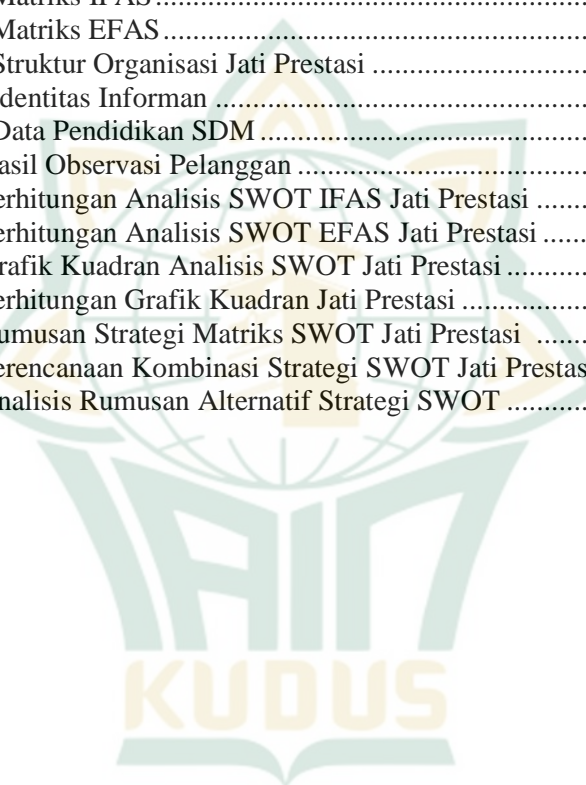 Matriks IFAS..............................................................
Matriks EFAS.............................................................
Struktur Organisasi Jati Prestasi ................................
dentitas Informan ......................................................
Data Pendidikan SDM................................................
asil Observasi Pelanggan ..........................................
erhitungan Analisis SWOT IFAS Jati Prestasi .......
erhitungan Analisis SWOT EFAS Jati Prestasi ......
rafik Kuadran Analisis SWOT Jati Prestasi............
erhitungan Grafik Kuadran Jati Prestasi ..................
umusan Strategi Matriks SWOT Jati Prestasi .......
erencanaan Kombinasi Strategi SWOT Jati Prestas
nalisis Rumusan Alternatif Strategi SWOT ...........
IAIN
KUDUS